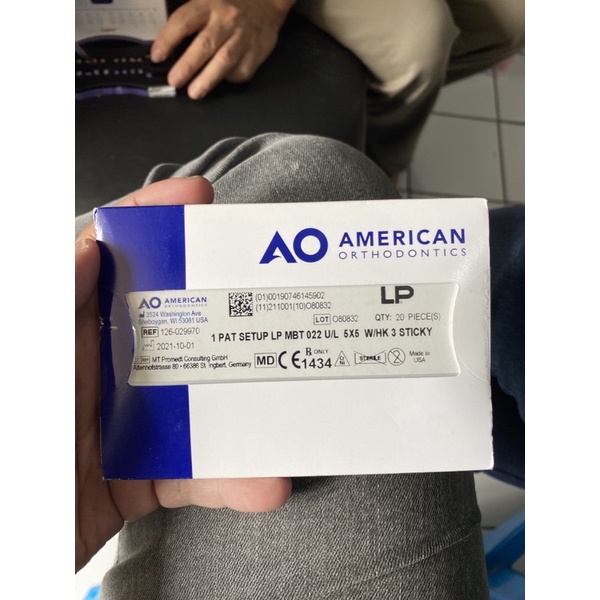 AO AMERICAN
ORTHODONTICS
AO AMERICAN
ORTHODONTICS
3524 Washington Ave
Sheboygan, WI 53081 USA
REF 126-029970
2021-10-01
MT Promedt Consulting GmbH
Altenhofstrasse 80 • 66386 St. Ingbert, Germany
(01)00190746145902
(11)211001(10)O80832
LOT O80832
LP
QTY: 20 PIECE(S)
1 PAT SETUP LP MBT 022 U/L 5X5 W/HK 3 STICKY
MD CE 1434
Rx ONLY
Made in
USA